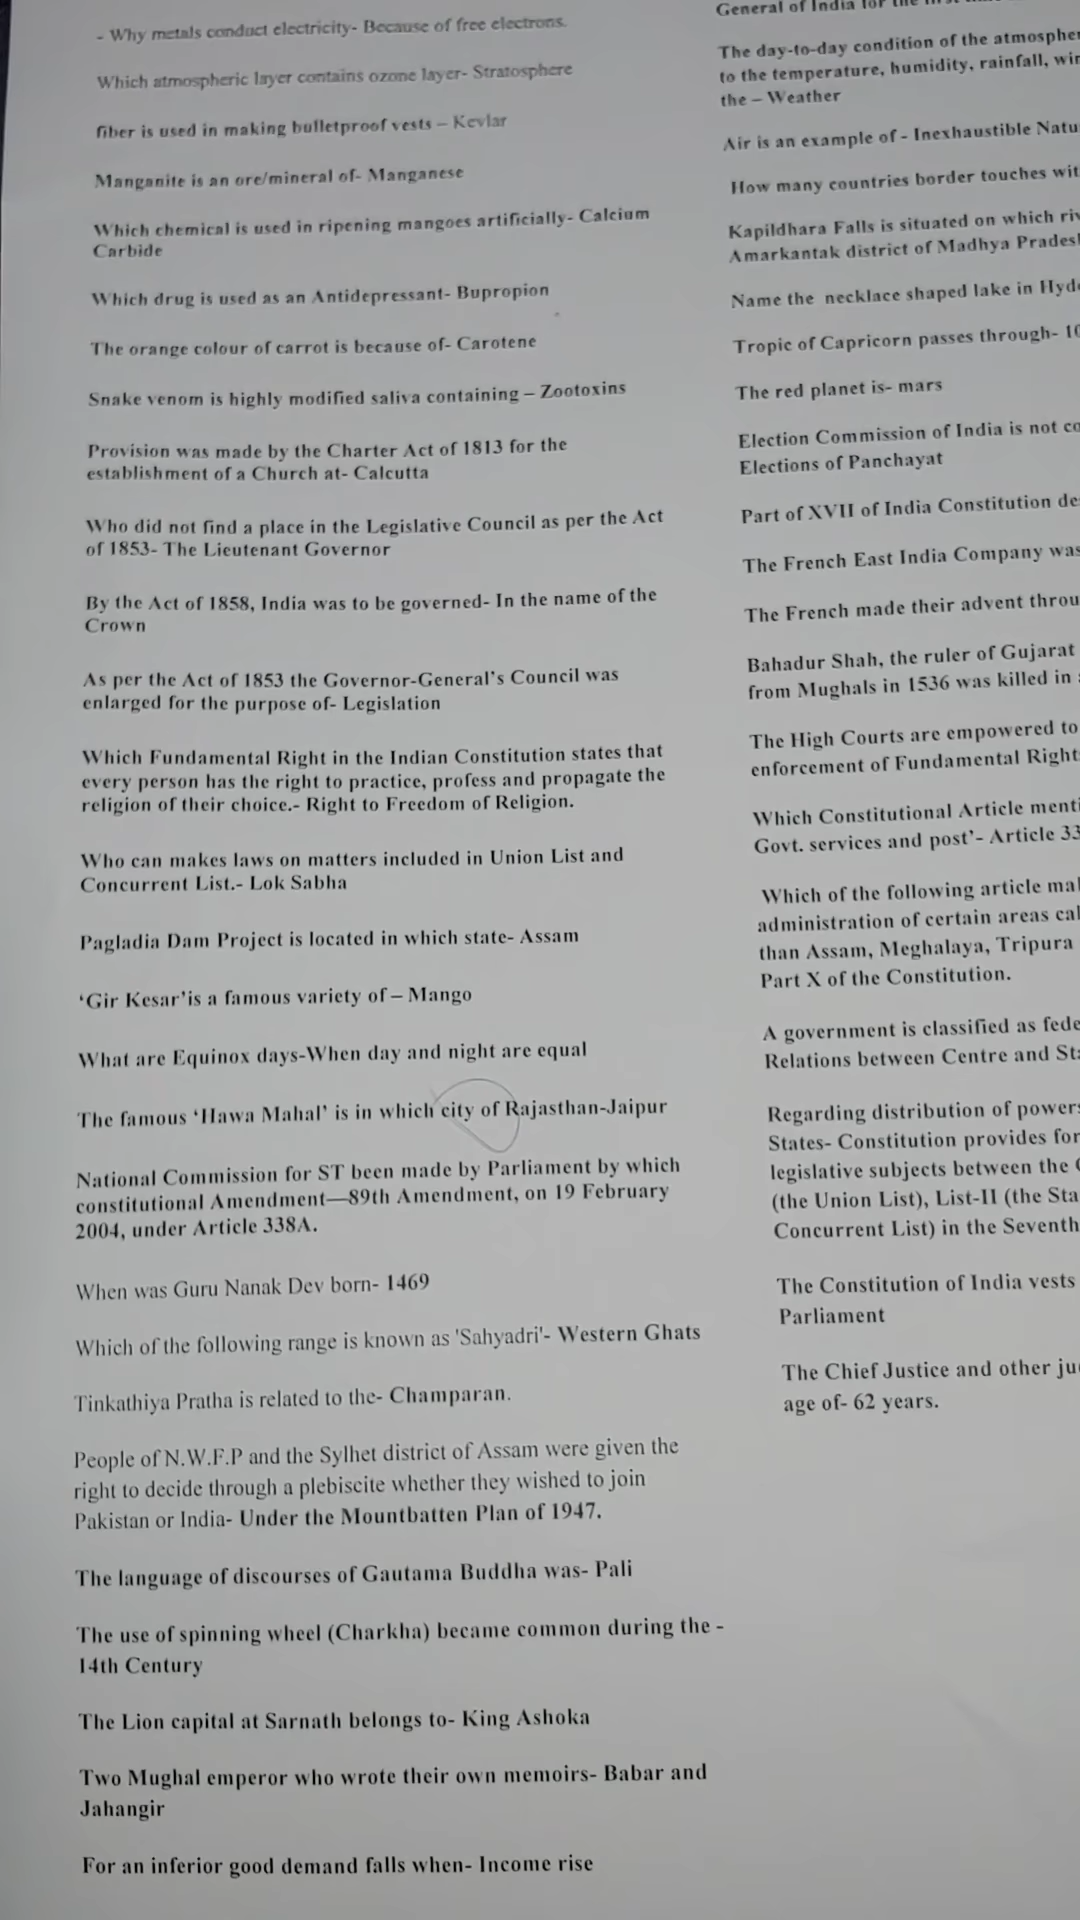 - Why metals conduct electricity- Because of free electrons.
Which atmospheric layer contains ozone layer- Stratosphere
fiber is used in making bulletproof vests – Kevlar
Manganite is an ore/mineral of- Manganese
Which chemical is used in ripening mangoes artificially- Calcium
Carbide
Which drug is used as an Antidepressant- Bupropion
The orange colour of carrot is because of- Carotene
Snake venom is highly modified saliva containing – Zootoxins
Provision was made by the Charter Act of 1813 for the
establishment of a Church at- Calcutta
Who did not find a place in the Legislative Council as per the Act
of 1853- The Lieutenant Governor
By the Act of 1858, India was to be governed- In the name of the
Crown
As per the Act of 1853 the Governor-General's Council was
enlarged for the purpose of- Legislation
Which Fundamental Right in the Indian Constitution states that
every person has the right to practice, profess and propagate the
religion of their choice.- Right to Freedom of Religion.
Who can makes laws on matters included in Union List and
Concurrent List.- Lok Sabha
Pagladia Dam Project is located in which state- Assam
‘Gir Kesar’is a famous variety of – Mango
What are Equinox days-When day and night are equal
The famous ‘Hawa Mahal’ is in which city of Rajasthan-Jaipur
National Commission for ST been made by Parliament by which
constitutional Amendment—89th Amendment, on 19 February
2004, under Article 338A.
When was Guru Nanak Dev born- 1469
Which of the following range is known as 'Sahyadri'- Western Ghats
Tinkathiya Pratha is related to the- Champaran.
People of N.W.F.P and the Sylhet district of Assam were given the
right to decide through a plebiscite whether they wished to join
Pakistan or India- Under the Mountbatten Plan of 1947.
The language of discourses of Gautama Buddha was- Pali
The use of spinning wheel (Charkha) became common during the -
14th Century
The Lion capital at Sarnath belongs to- King Ashoka
Two Mughal emperor who wrote their own memoirs- Babar and
Jahangir
For an inferior good demand falls when- Income rise
General of India for the
The day-to-day condition of the
to the temperature, humidity, rainfall,
the – Weather
Air is an example of - Inexhaustible
How many countries border touches
Kapildhara Falls is situated on which
Amarkantak district of Madhya
Name the necklace shaped lake in
Tropic of Capricorn passes through- 10
The red planet is- mars
Election Commission of India is not
Elections of Panchayat
Part of XVII of India Constitution
The French East India Company was
The French made their advent
Bahadur Shah, the ruler of Gujarat
from Mughals in 1536 was killed in
The High Courts are empowered to
enforcement of Fundamental
Which Constitutional Article
Govt. services and post’- Article 33
Which of the following article
administration of certain areas
than Assam, Meghalaya, Tripura
Part X of the Constitution.
A government is classified as
Relations between Centre and
Regarding distribution of
States- Constitution provides for
legislative subjects between the
(the Union List), List-II (the
Concurrent List) in the Seventh
The Constitution of India vests
Parliament
The Chief Justice and other
age of- 62 years.